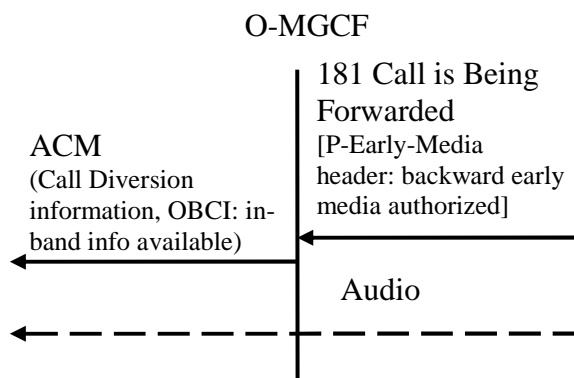 O-MGCF
181 Call is Being
Forwarded
[P-Early-Media
header: backward early
media authorized]
ACM
(Call Diversion
information, OBCI: in-
band info available)
Audio